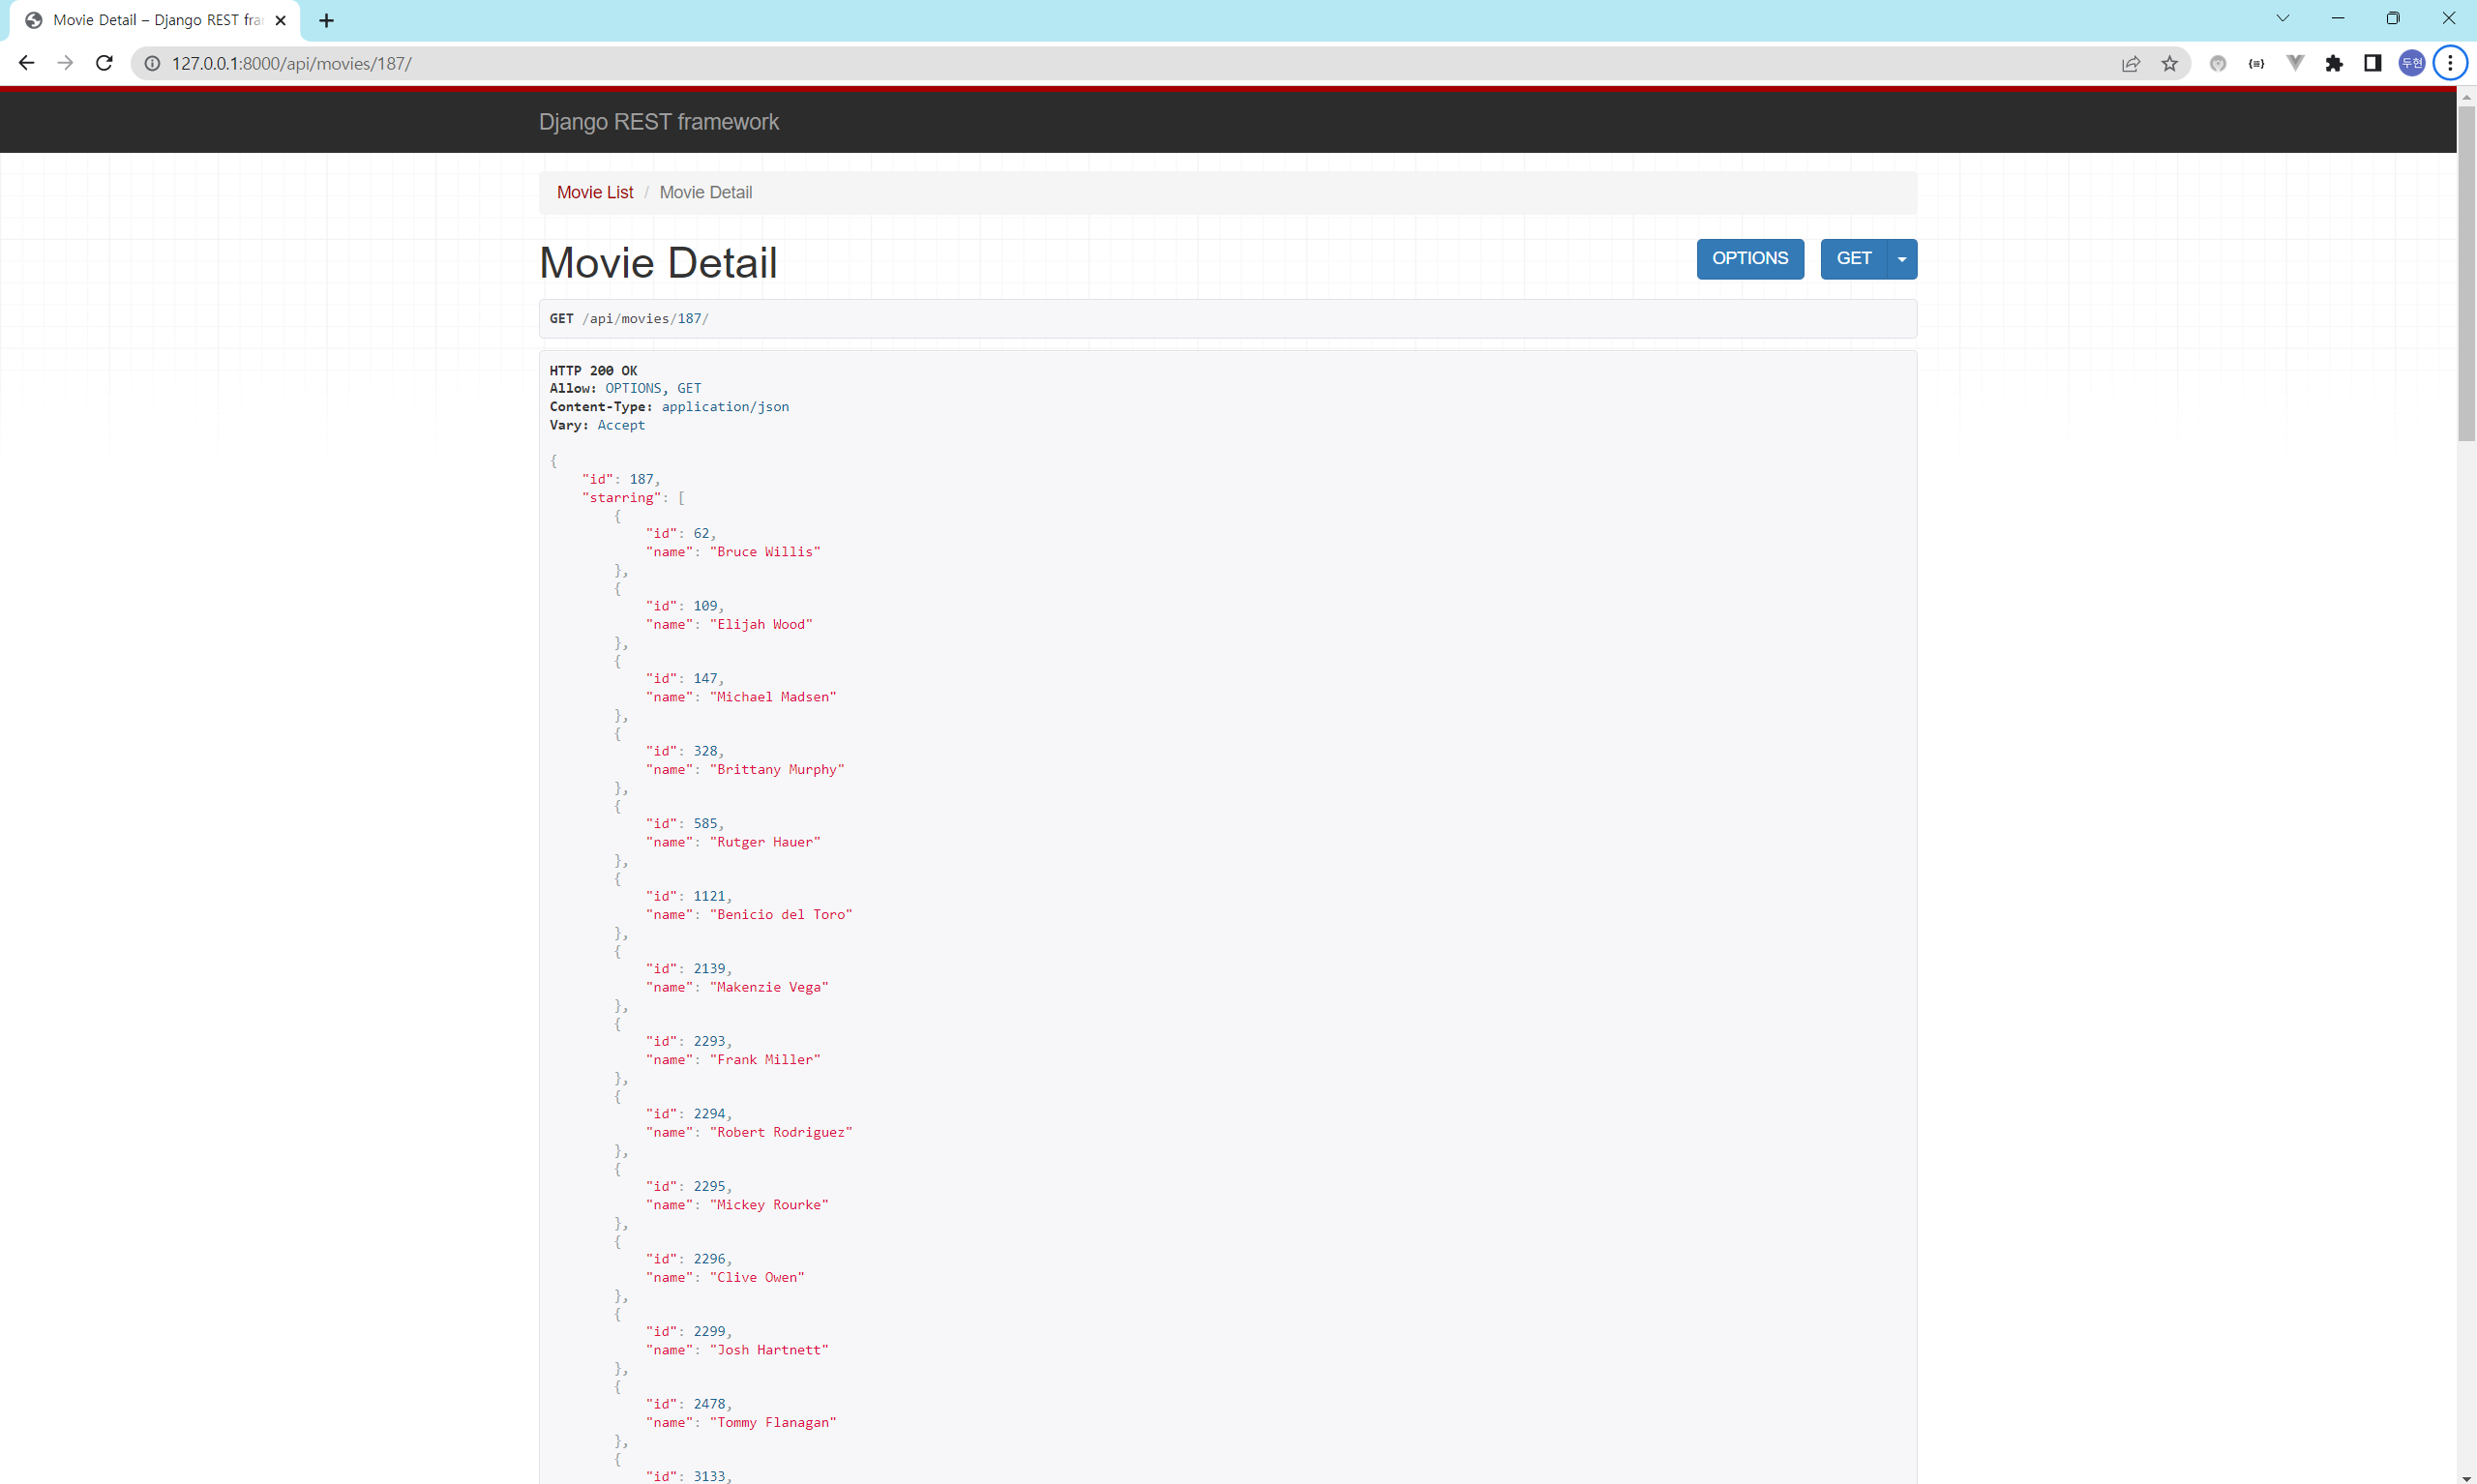 Movie Detail – Django REST fra
127.0.0.1:8000/api/movies/187/
두현
Django REST framework
Movie List / Movie Detail
Movie Detail
OPTIONS
GET
GET /api/movies/187/
HTTP 200 OK
Allow: OPTIONS, GET
Content-Type: application/json
Vary: Accept
{
    "id": 187,
    "starring": [
        {
            "id": 62,
            "name": "Bruce Willis"
        },
        {
            "id": 109,
            "name": "Elijah Wood"
        },
        {
            "id": 147,
            "name": "Michael Madsen"
        },
        {
            "id": 328,
            "name": "Brittany Murphy"
        },
        {
            "id": 585,
            "name": "Rutger Hauer"
        },
        {
            "id": 1121,
            "name": "Benicio del Toro"
        },
        {
            "id": 2139,
            "name": "Makenzie Vega"
        },
        {
            "id": 2293,
            "name": "Frank Miller"
        },
        {
            "id": 2294,
            "name": "Robert Rodriguez"
        },
        {
            "id": 2295,
            "name": "Mickey Rourke"
        },
        {
            "id": 2296,
            "name": "Clive Owen"
        },
        {
            "id": 2299,
            "name": "Josh Hartnett"
        },
        {
            "id": 2478,
            "name": "Tommy Flanagan"
        },
        {
            "id": 3133,